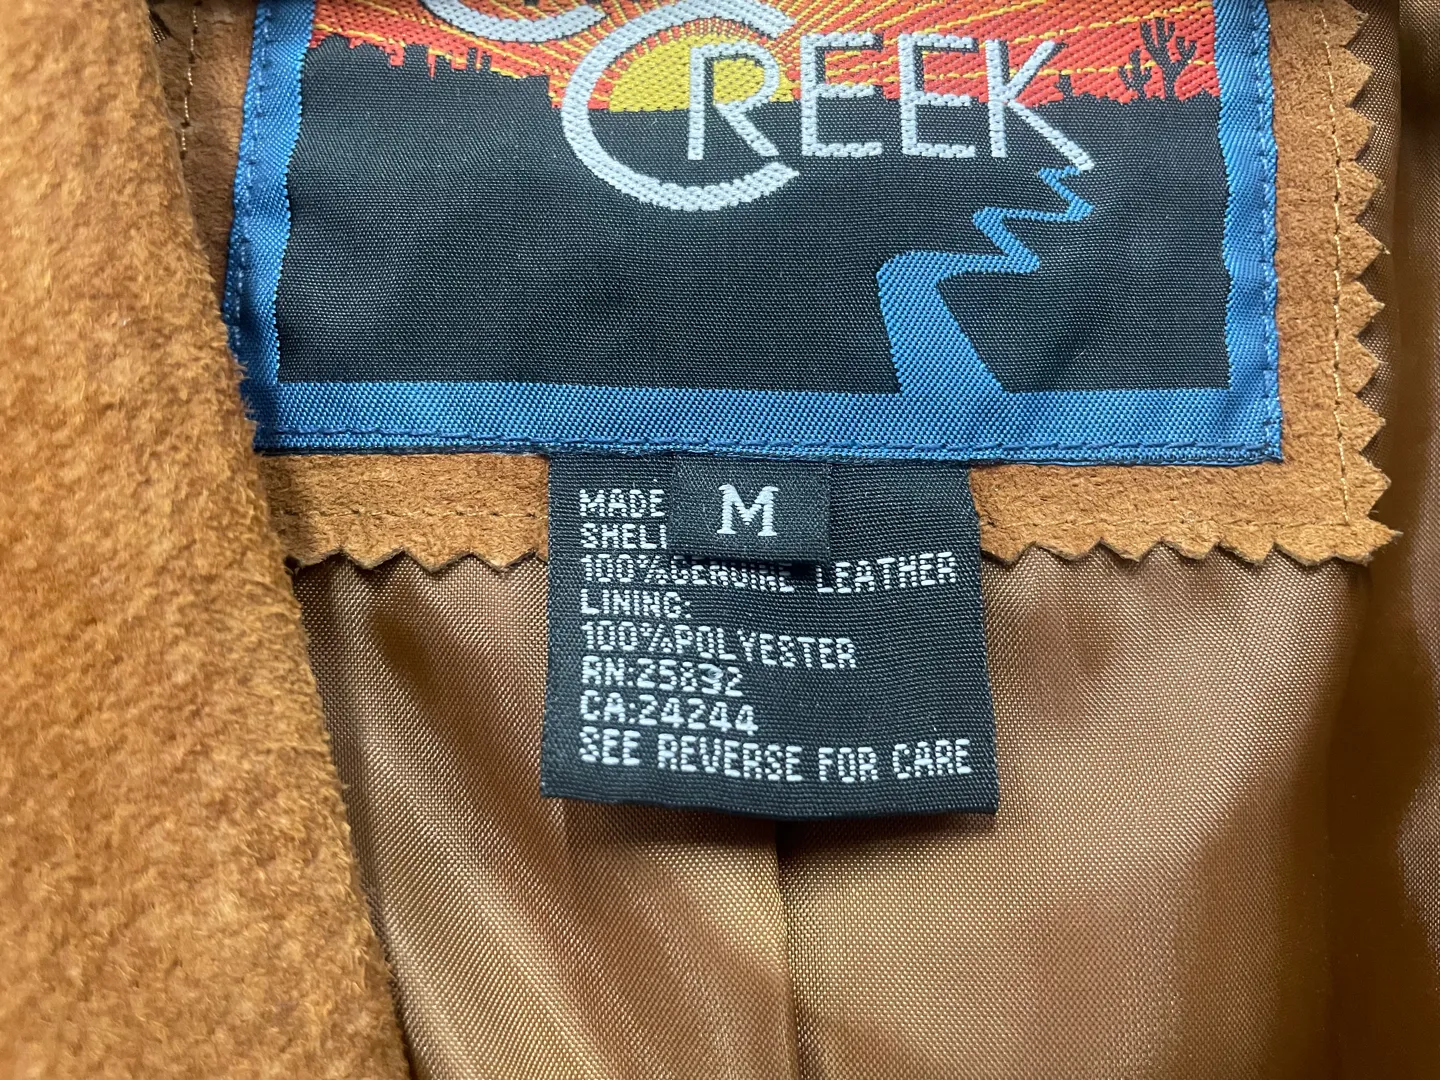 CREEK
M
MADE
SHELL
100%GENUINE LEATHER
LINING:
100%POLYESTER
RN:25832
CA:24244
SEE REVERSE FOR CARE